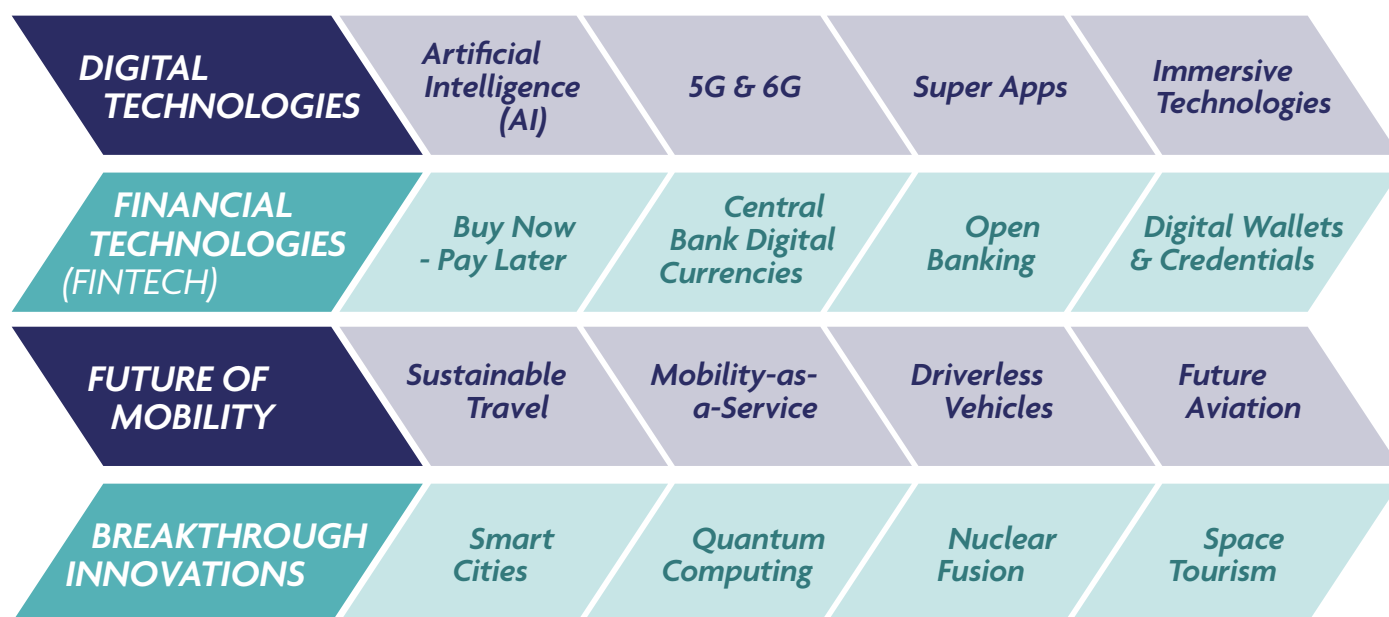 DIGITAL
TECHNOLOGIES
Artificial
Intelligence
(AI)
5G & 6G
Super Apps
Immersive
Technologies
FINANCIAL
TECHNOLOGIES
(FINTECH)
Buy Now
- Pay Later
Central
Bank Digital
Currencies
Open
Banking
Digital Wallets
& Credentials
FUTURE OF
MOBILITY
Sustainable
Travel
Mobility-as-
a-Service
Driverless
Vehicles
Future
Aviation
BREAKTHROUGH
INNOVATIONS
Smart
Cities
Quantum
Computing
Nuclear
Fusion
Space
Tourism